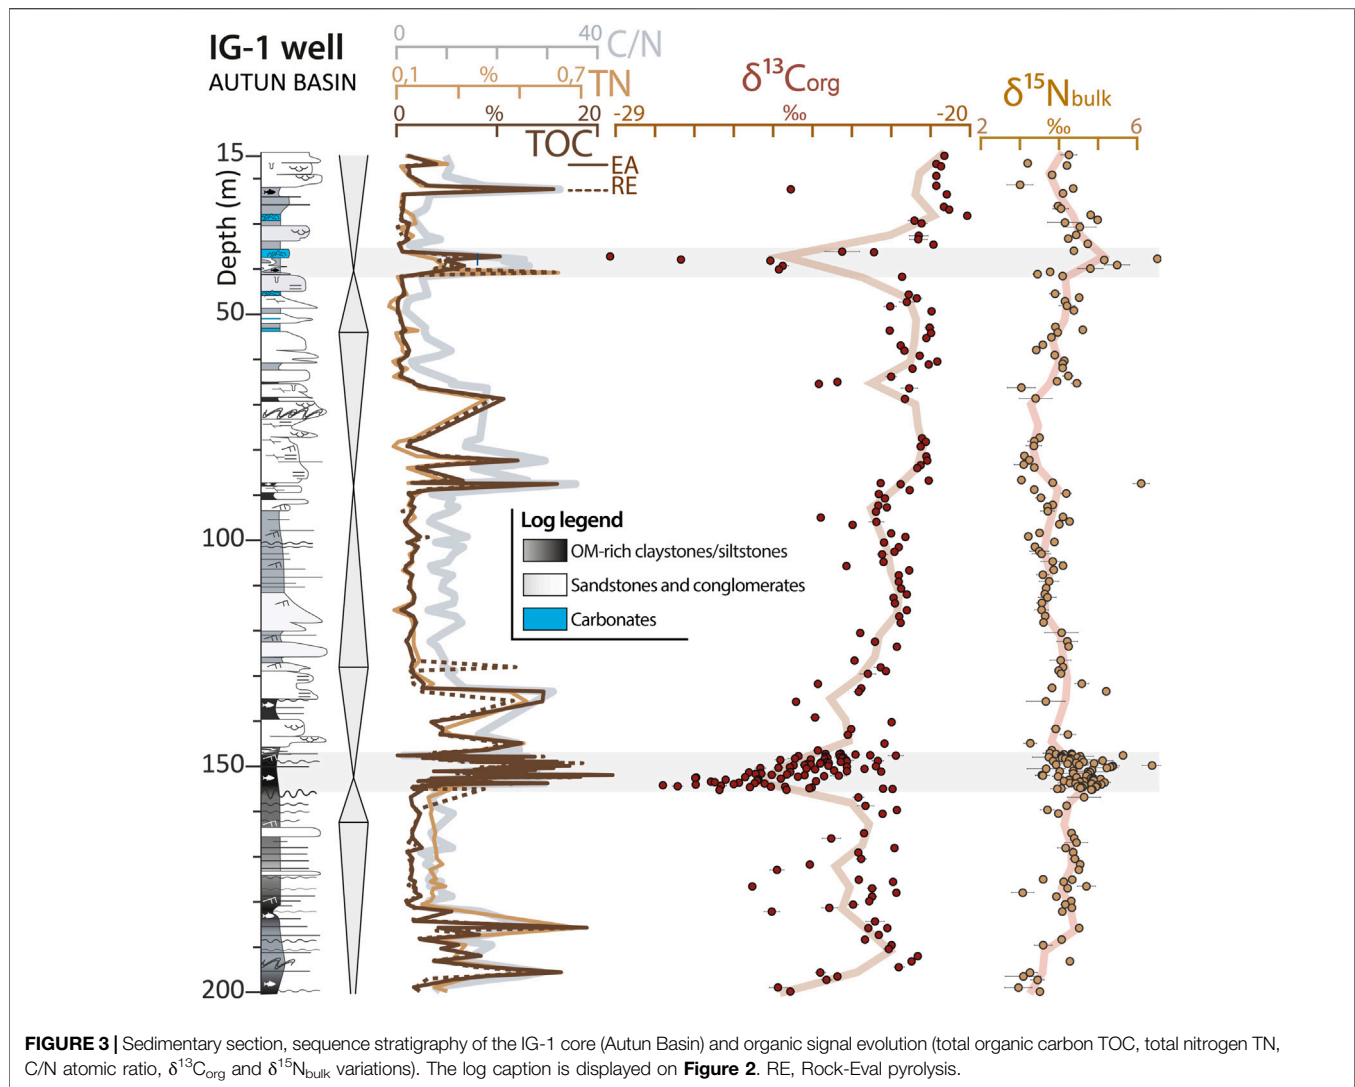 IG-1 well
AUTUN BASIN
0 40 C/N
0,1 % 0,7 TN
0 % 20
TOC
EA
RE
δ¹³Corg
-29 ‰ -20
δ¹⁵Nbulk
2 ‰ 6
Depth (m)
15
50
100
150
200
Log legend
OM-rich claystones/siltstones
Sandstones and conglomerates
Carbonates
FIGURE 3 | Sedimentary section, sequence stratigraphy of the IG-1 core (Autun Basin) and organic signal evolution (total organic carbon TOC, total nitrogen TN,
C/N atomic ratio, δ¹³Corg and δ¹⁵Nbulk variations). The log caption is displayed on Figure 2. RE, Rock-Eval pyrolysis.